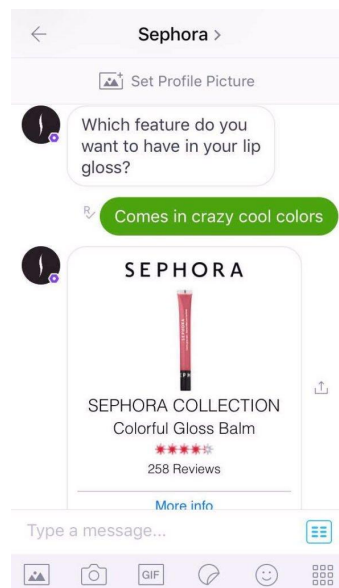 Sephora >
Set Profile Picture
Which feature do you
want to have in your lip
gloss?
R
Comes in crazy cool colors
SEPHORA
SEPHORA COLLECTION
Colorful Gloss Balm
258 Reviews
More info
Type a message...
GIF